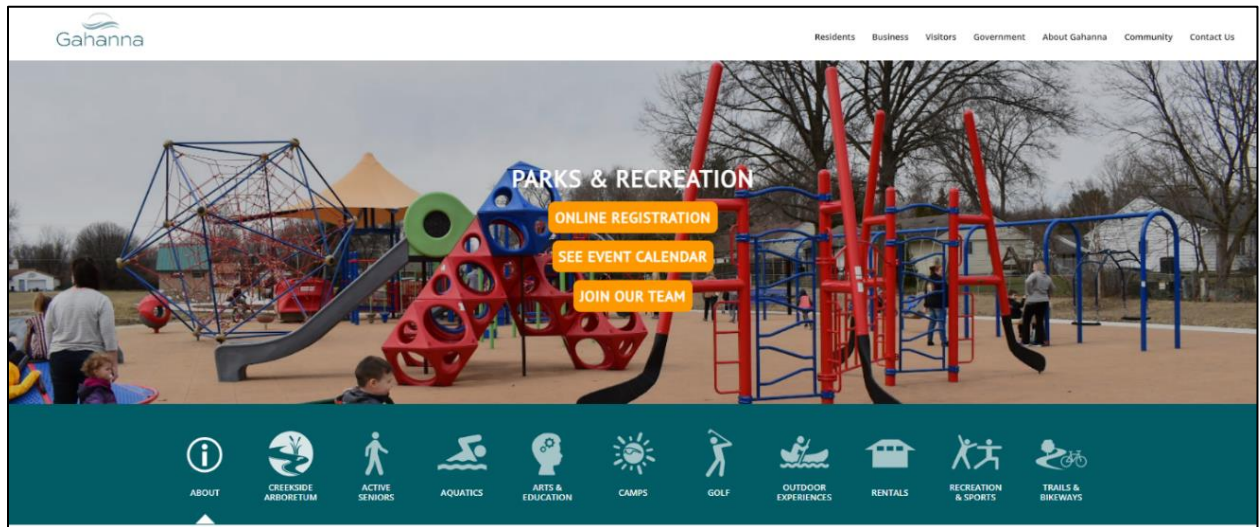 Gahanna
Residents Business Visitors Government About Gahanna Community Contact Us
PARKS & RECREATION
ONLINE REGISTRATION
SEE EVENT CALENDAR
JOIN OUR TEAM
ABOUT
CREEKSIDE
ARBORETUM
ACTIVE
SENIORS
AQUATICS
ARTS &
EDUCATION
CAMPS
GOLF
OUTDOOR
EXPERIENCES
RENTALS
RECREATION
& SPORTS
TRAILS &
BIKEWAYS